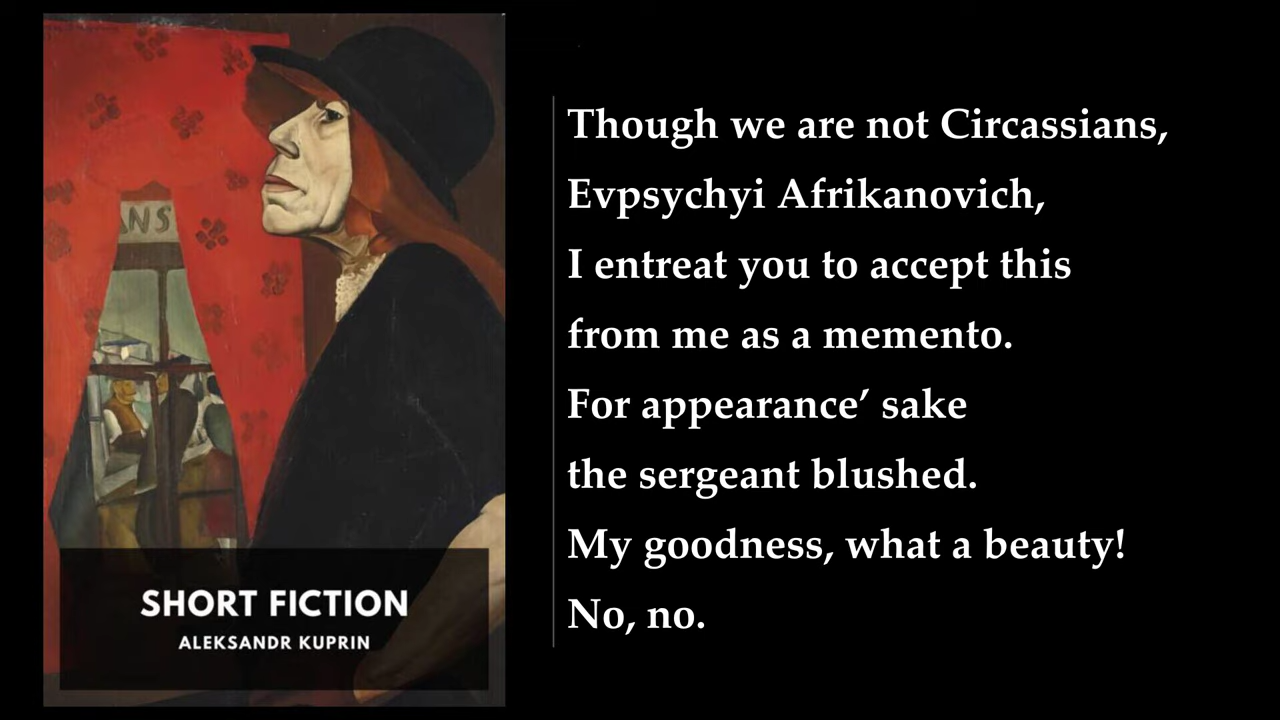 ANS
SHORT FICTION
ALEKSANDR KUPRIN
Though we are not Circassians,
Evpsychyi Afrikanovich,
I entreat you to accept this
from me as a memento.
For appearance’ sake
the sergeant blushed.
My goodness, what a beauty!
No, no.